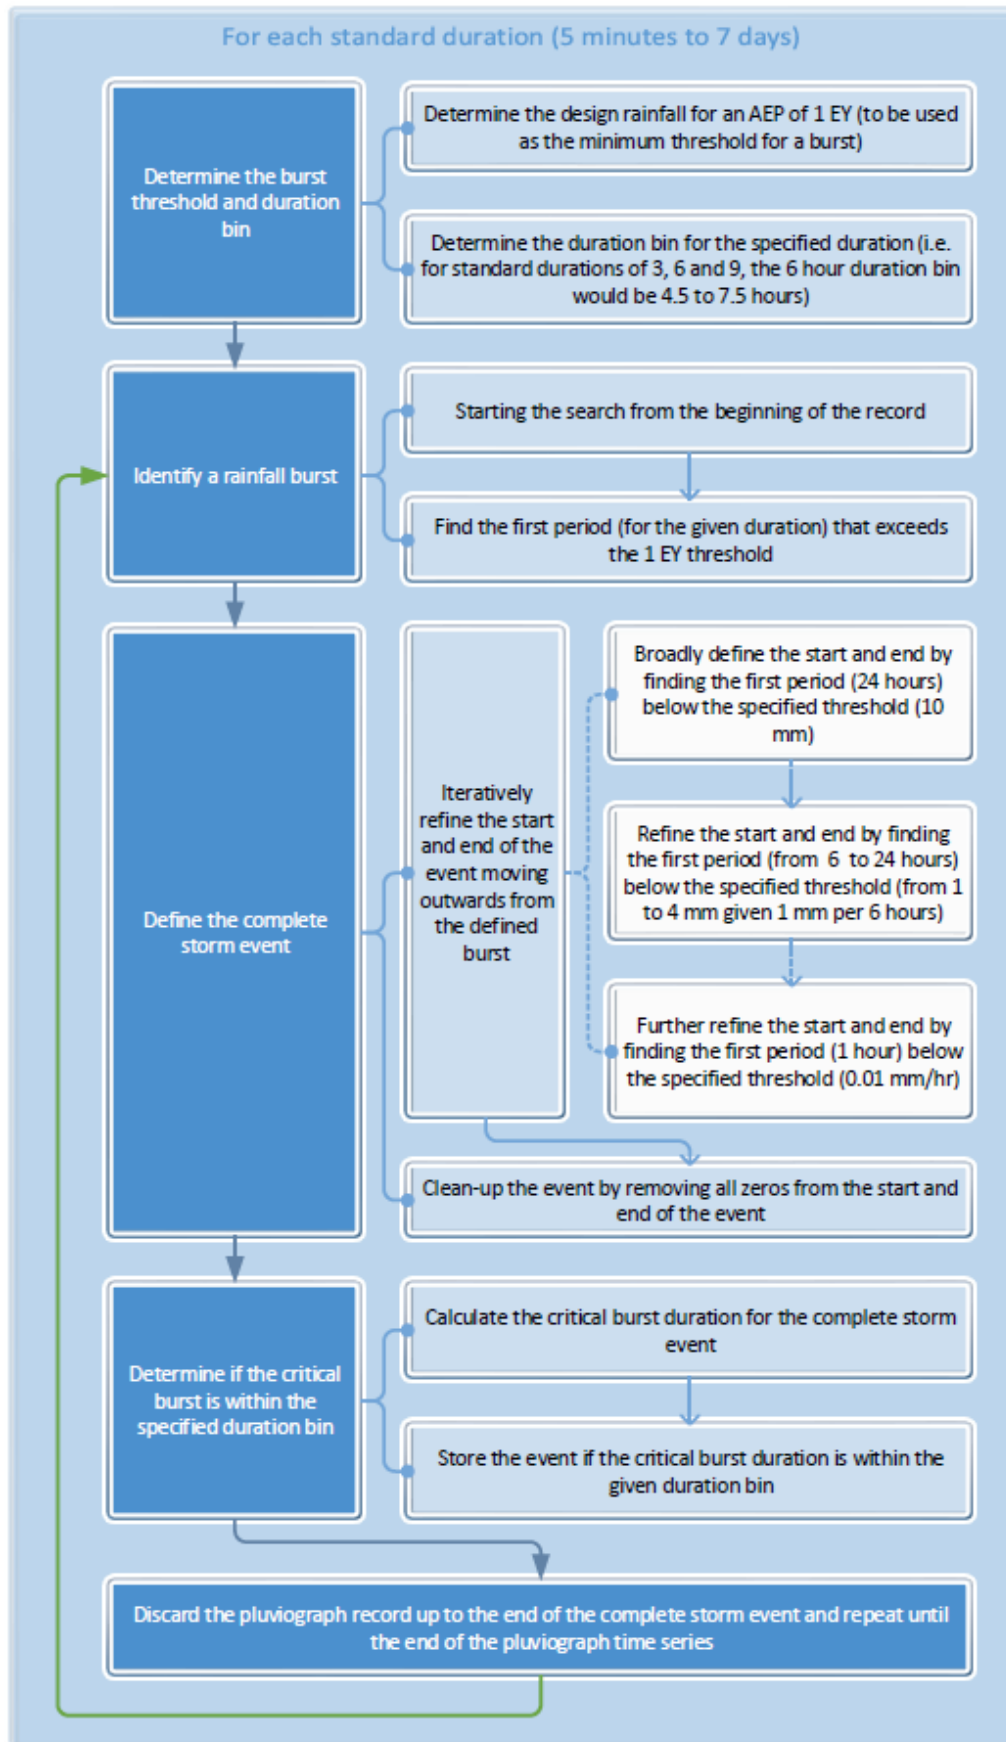 For each standard duration (5 minutes to 7 days)
Determine the burst
threshold and duration
bin
Determine the design rainfall for an AEP of 1 EY (to be used
as the minimum threshold for a burst)
Determine the duration bin for the specified duration (i.e.
for standard durations of 3, 6 and 9, the 6 hour duration bin
would be 4.5 to 7.5 hours)
Identify a rainfall burst
Starting the search from the beginning of the record
Find the first period (for the given duration) that exceeds
the 1 EY threshold
Define the complete
storm event
Iteratively
refine the start
and end of the
event moving
outwards from
the defined
burst
Broadly define the start and end by
finding the first period (24 hours)
below the specified threshold (10
mm)
Refine the start and end by finding
the first period (from 6 to 24 hours)
below the specified threshold (from 1
to 4 mm given 1 mm per 6 hours)
Further refine the start and end by
finding the first period (1 hour) below
the specified threshold (0.01 mm/hr)
Clean-up the event by removing all zeros from the start and
end of the event
Determine if the critical
burst is within the
specified duration bin
Calculate the critical burst duration for the complete storm
event
Store the event if the critical burst duration is within the
given duration bin
Discard the pluviograph record up to the end of the complete storm event and repeat until
the end of the pluviograph time series